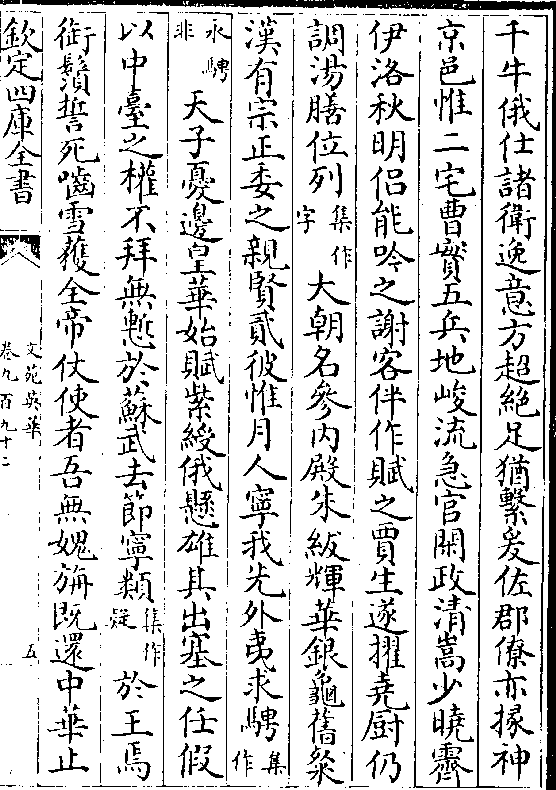 千牛俄仕諸衛逸意方超絶足猶繫爰佐郡僚亦掾神
京邑惟二宅曹實五兵地峻流急官閑政清嵩少曉霽
伊洛秋明侣能吟之謝客伴作賦之賈生遂擢堯厨仍
調湯膳位列集作字大朝名參内殿朱紱輝華銀龜舊粲
漢有宗正委之親賢貳彼惟月人寧我先外夷求騁集作
永騁非天子憂邊皇華始賦紫綬俄懸雄其出塞之任假
以中臺之權不拜無慙於蘇武去節寧類集作疑於王焉
銜鬚誓死嚙雪獲全帝仗使者吾無媿旃既還中華止
欽定四庫全書
文苑英華
卷九百九十二
五